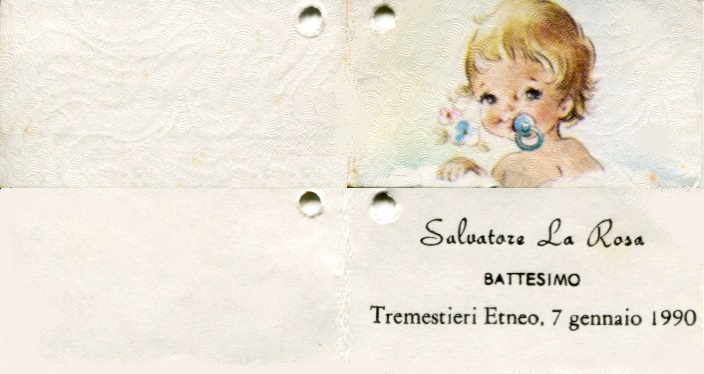 Salvatore La Rosa
BATTESIMO
Tremestieri Etneo, 7 gennaio 1990